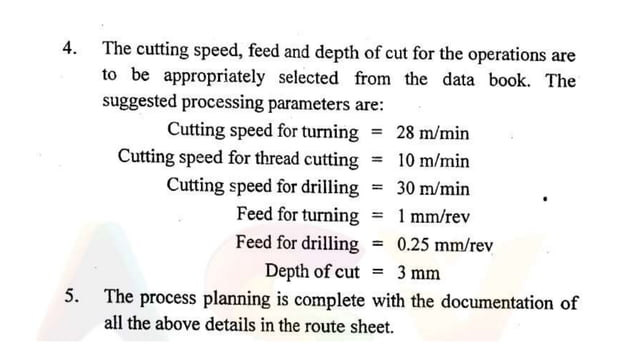 4. The cutting speed, feed and depth of cut for the operations are
to be appropriately selected from the data book. The
suggested processing parameters are:
Cutting speed for turning = 28 m/min
Cutting speed for thread cutting = 10 m/min
Cutting speed for drilling = 30 m/min
Feed for turning = 1 mm/rev
Feed for drilling = 0.25 mm/rev
Depth of cut = 3 mm
5. The process planning is complete with the documentation of
all the above details in the route sheet.